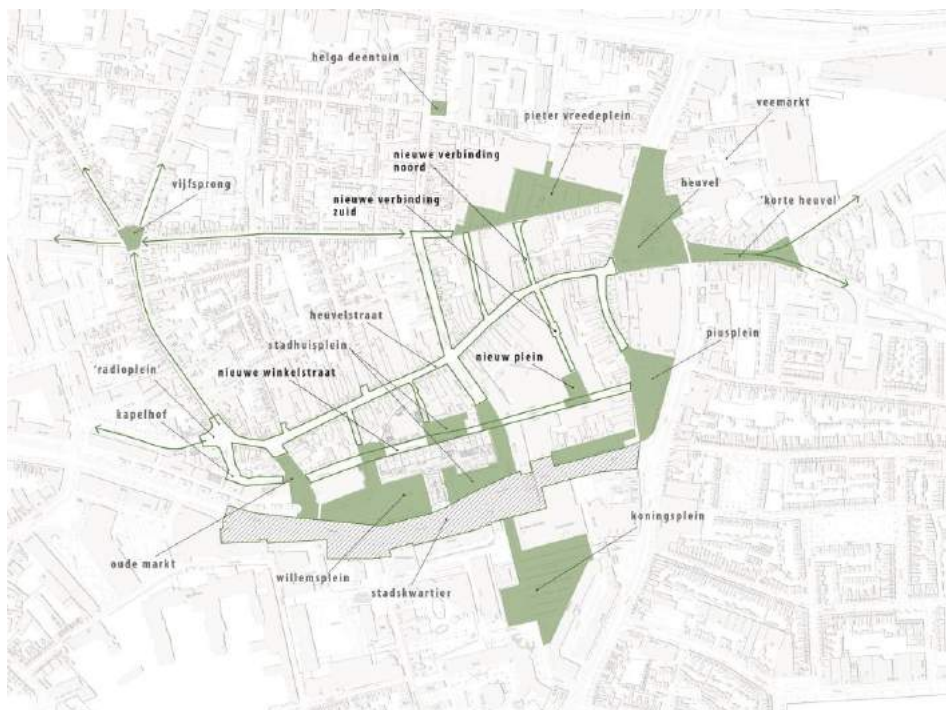 helga deentuin
veemarkt
pieter vreedeplein
nieuwe verbinding
noord
vijfsprong
heuvel
'korte heuvel'
nieuwe verbinding
zuid
heuvelstraat
stadhuisplein
piusplein
nieuwe winkelstraat
nieuw plein
'radioplein'
kapelhof
koningsplein
oude markt
willemsplein
stadskwartier